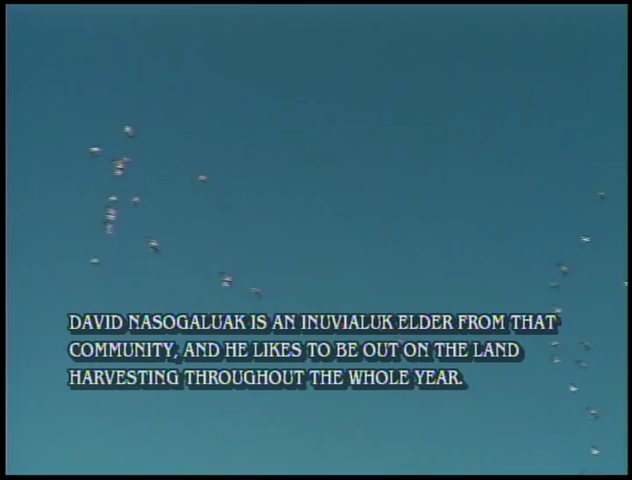 DAVID NASOGALUAK IS AN INUVIALUK ELDER FROM THAT
COMMUNITY, AND HE LIKES TO BE OUT ON THE LAND
HARVESTING THROUGHOUT THE WHOLE YEAR.